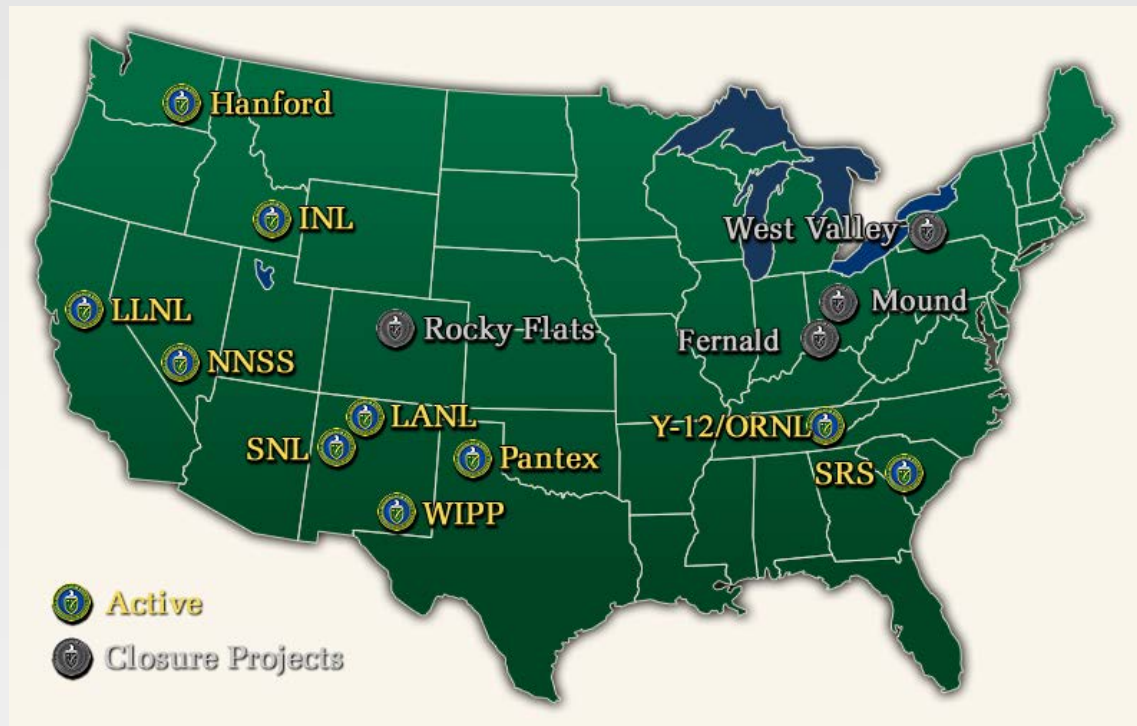 Hanford
INL
West Valley
LLNL
Mound
Rocky Flats
Fernald
NNSS
LANL
Y-12/ORNL
SNL
Pantex
SRS
WIPP
Active
Closure Projects